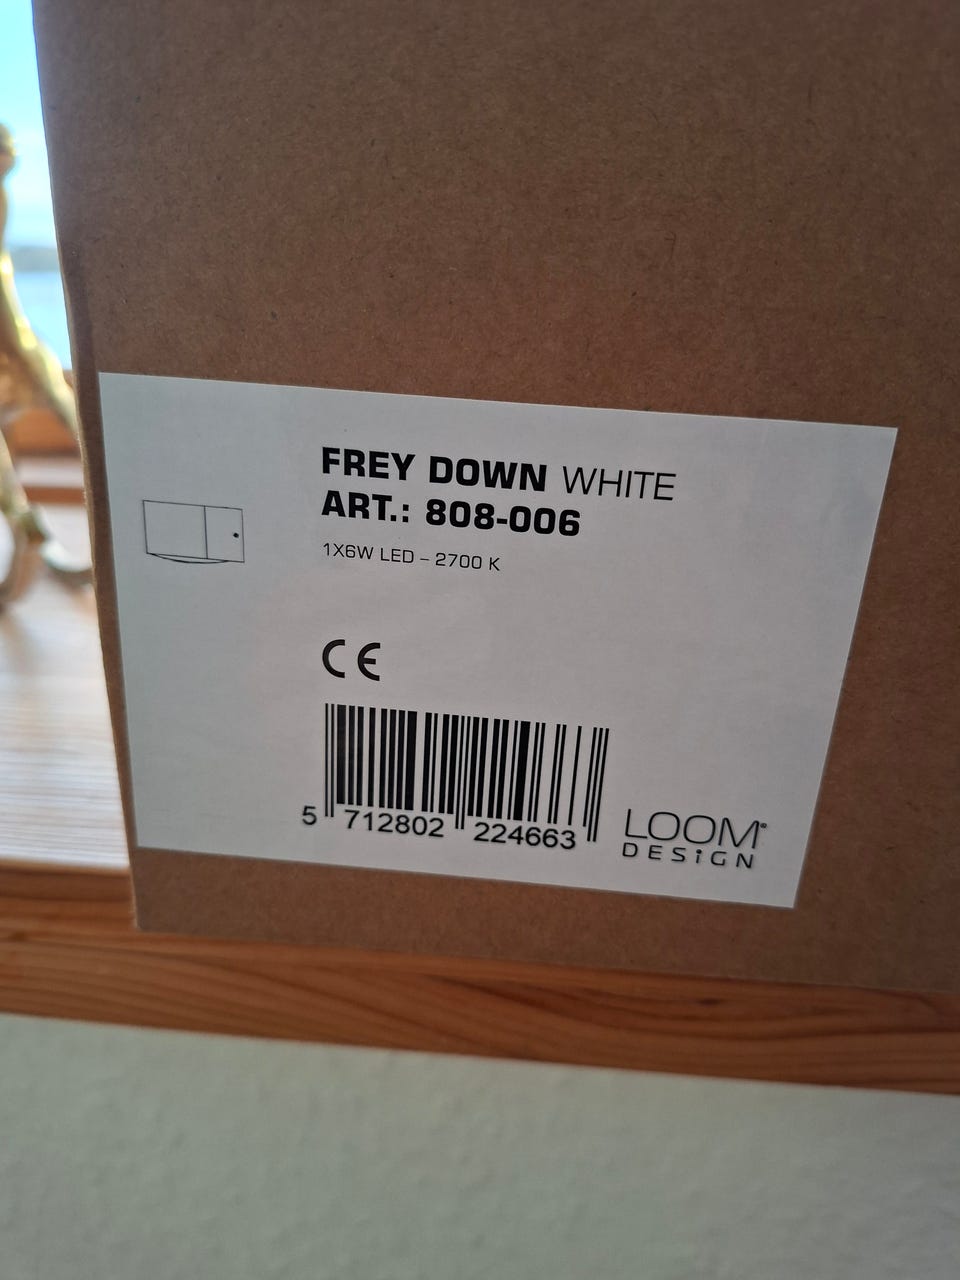 FREY DOWN WHITE
ART.: 808-006
1X6W LED – 2700 K
CE
5 712802 224663
LOOM®
DESiGN